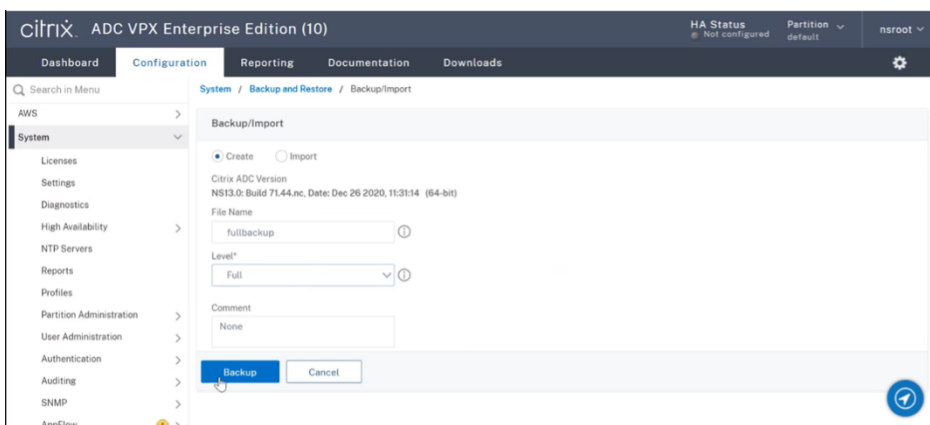 citrix. ADC VPX Enterprise Edition (10)
HA Status
Not configured
Partition
default
nsroot
Dashboard Configuration Reporting Documentation Downloads
Search in Menu
System / Backup and Restore / Backup/Import
AWS
System
Licenses
Settings
Diagnostics
High Availability
NTP Servers
Reports
Profiles
Partition Administration
User Administration
Authentication
Auditing
SNMP
AppFlow
Backup/Import
Create Import
Citrix ADC Version
NS13.0: Build 71.44.nc, Date: Dec 26 2020, 11:31:14 (64-bit)
File Name
fullbackup
Level*
Full
Comment
None
Backup Cancel